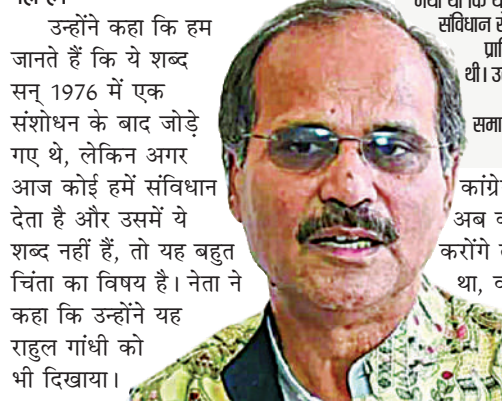 उन्होंने कहा कि हम
जानते हैं कि ये शब्द
सन् 1976 में एक
संशोधन के बाद जोड़े
गए थे, लेकिन अगर
आज कोई हमें संविधान
देता है और उसमें ये
शब्द नहीं हैं, तो यह बहुत
चिंता का विषय है। नेता ने
कहा कि उन्होंने यह
राहुल गांधी को
भी दिखाया।
संविधान
थी।
अब
करोंगे
था,